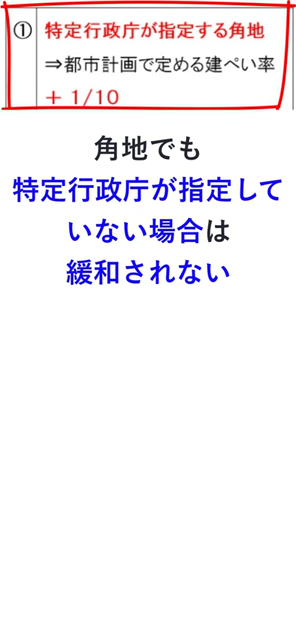 ① 特定行政庁が指定する角地
⇒都市計画で定める建ぺい率
＋ 1/10
角地でも
特定行政庁が指定して
いない場合は
緩和されない